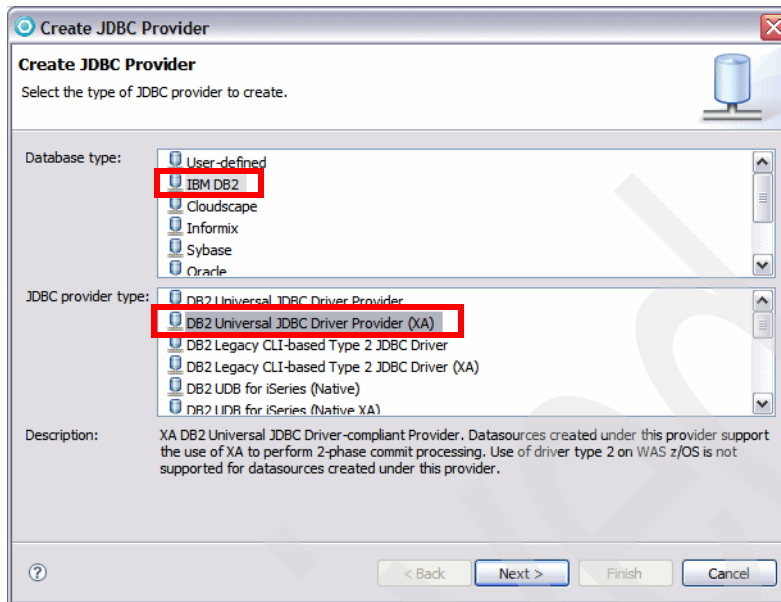 Create JDBC Provider
Create JDBC Provider
Select the type of JDBC provider to create.
Database type:
User-defined
IBM DB2
Cloudscape
Informix
Sybase
Oracle
JDBC provider type:
DB2 Universal JDBC Driver Provider
DB2 Universal JDBC Driver Provider (XA)
DB2 Legacy CLI-based Type 2 JDBC Driver
DB2 Legacy CLI-based Type 2 JDBC Driver (XA)
DB2 UDB for iSeries (Native)
DB2 UDB for iSeries (Native XA)
Description:
XA DB2 Universal JDBC Driver-compliant Provider. Datasources created under this provider support
the use of XA to perform 2-phase commit processing. Use of driver type 2 on WAS z/OS is not
supported for datasources created under this provider.
?
< Back
Next >
Finish
Cancel